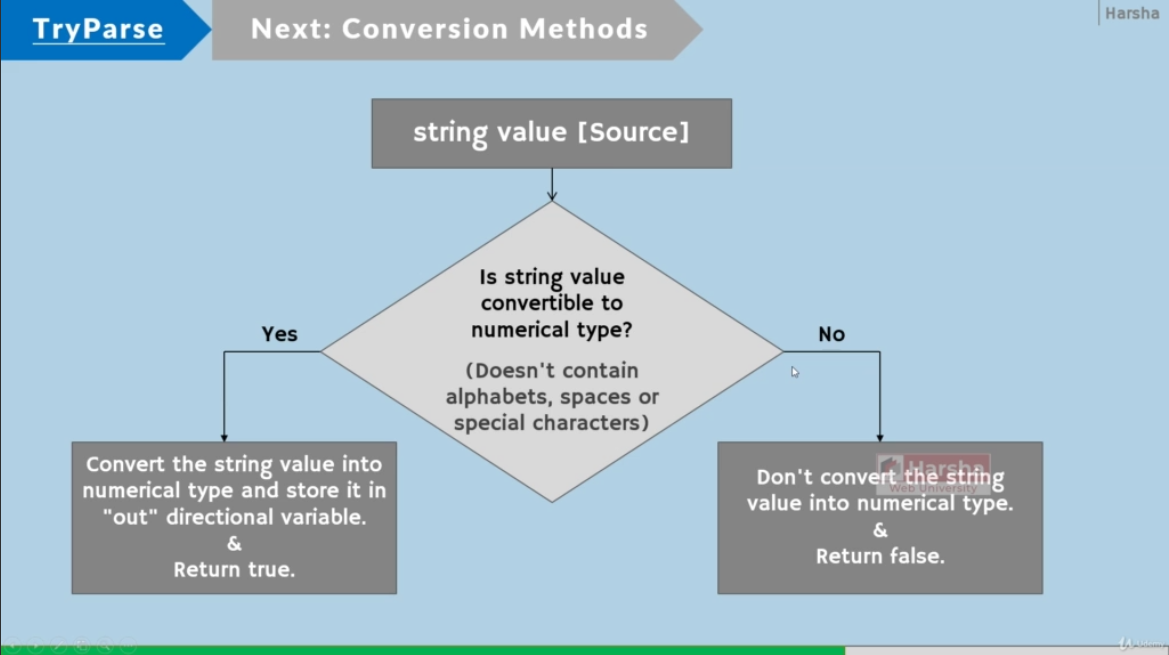 TryParse
Next: Conversion Methods
Harsha
string value [Source]
Is string value
convertible to
numerical type?
(Doesn't contain
alphabets, spaces or
special characters)
Yes
No
Convert the string value into
numerical type and store it in
"out" directional variable.
&
Return true.
Don't convert the string
value into numerical type.
&
Return false.
Harsha
Web University
Udemy